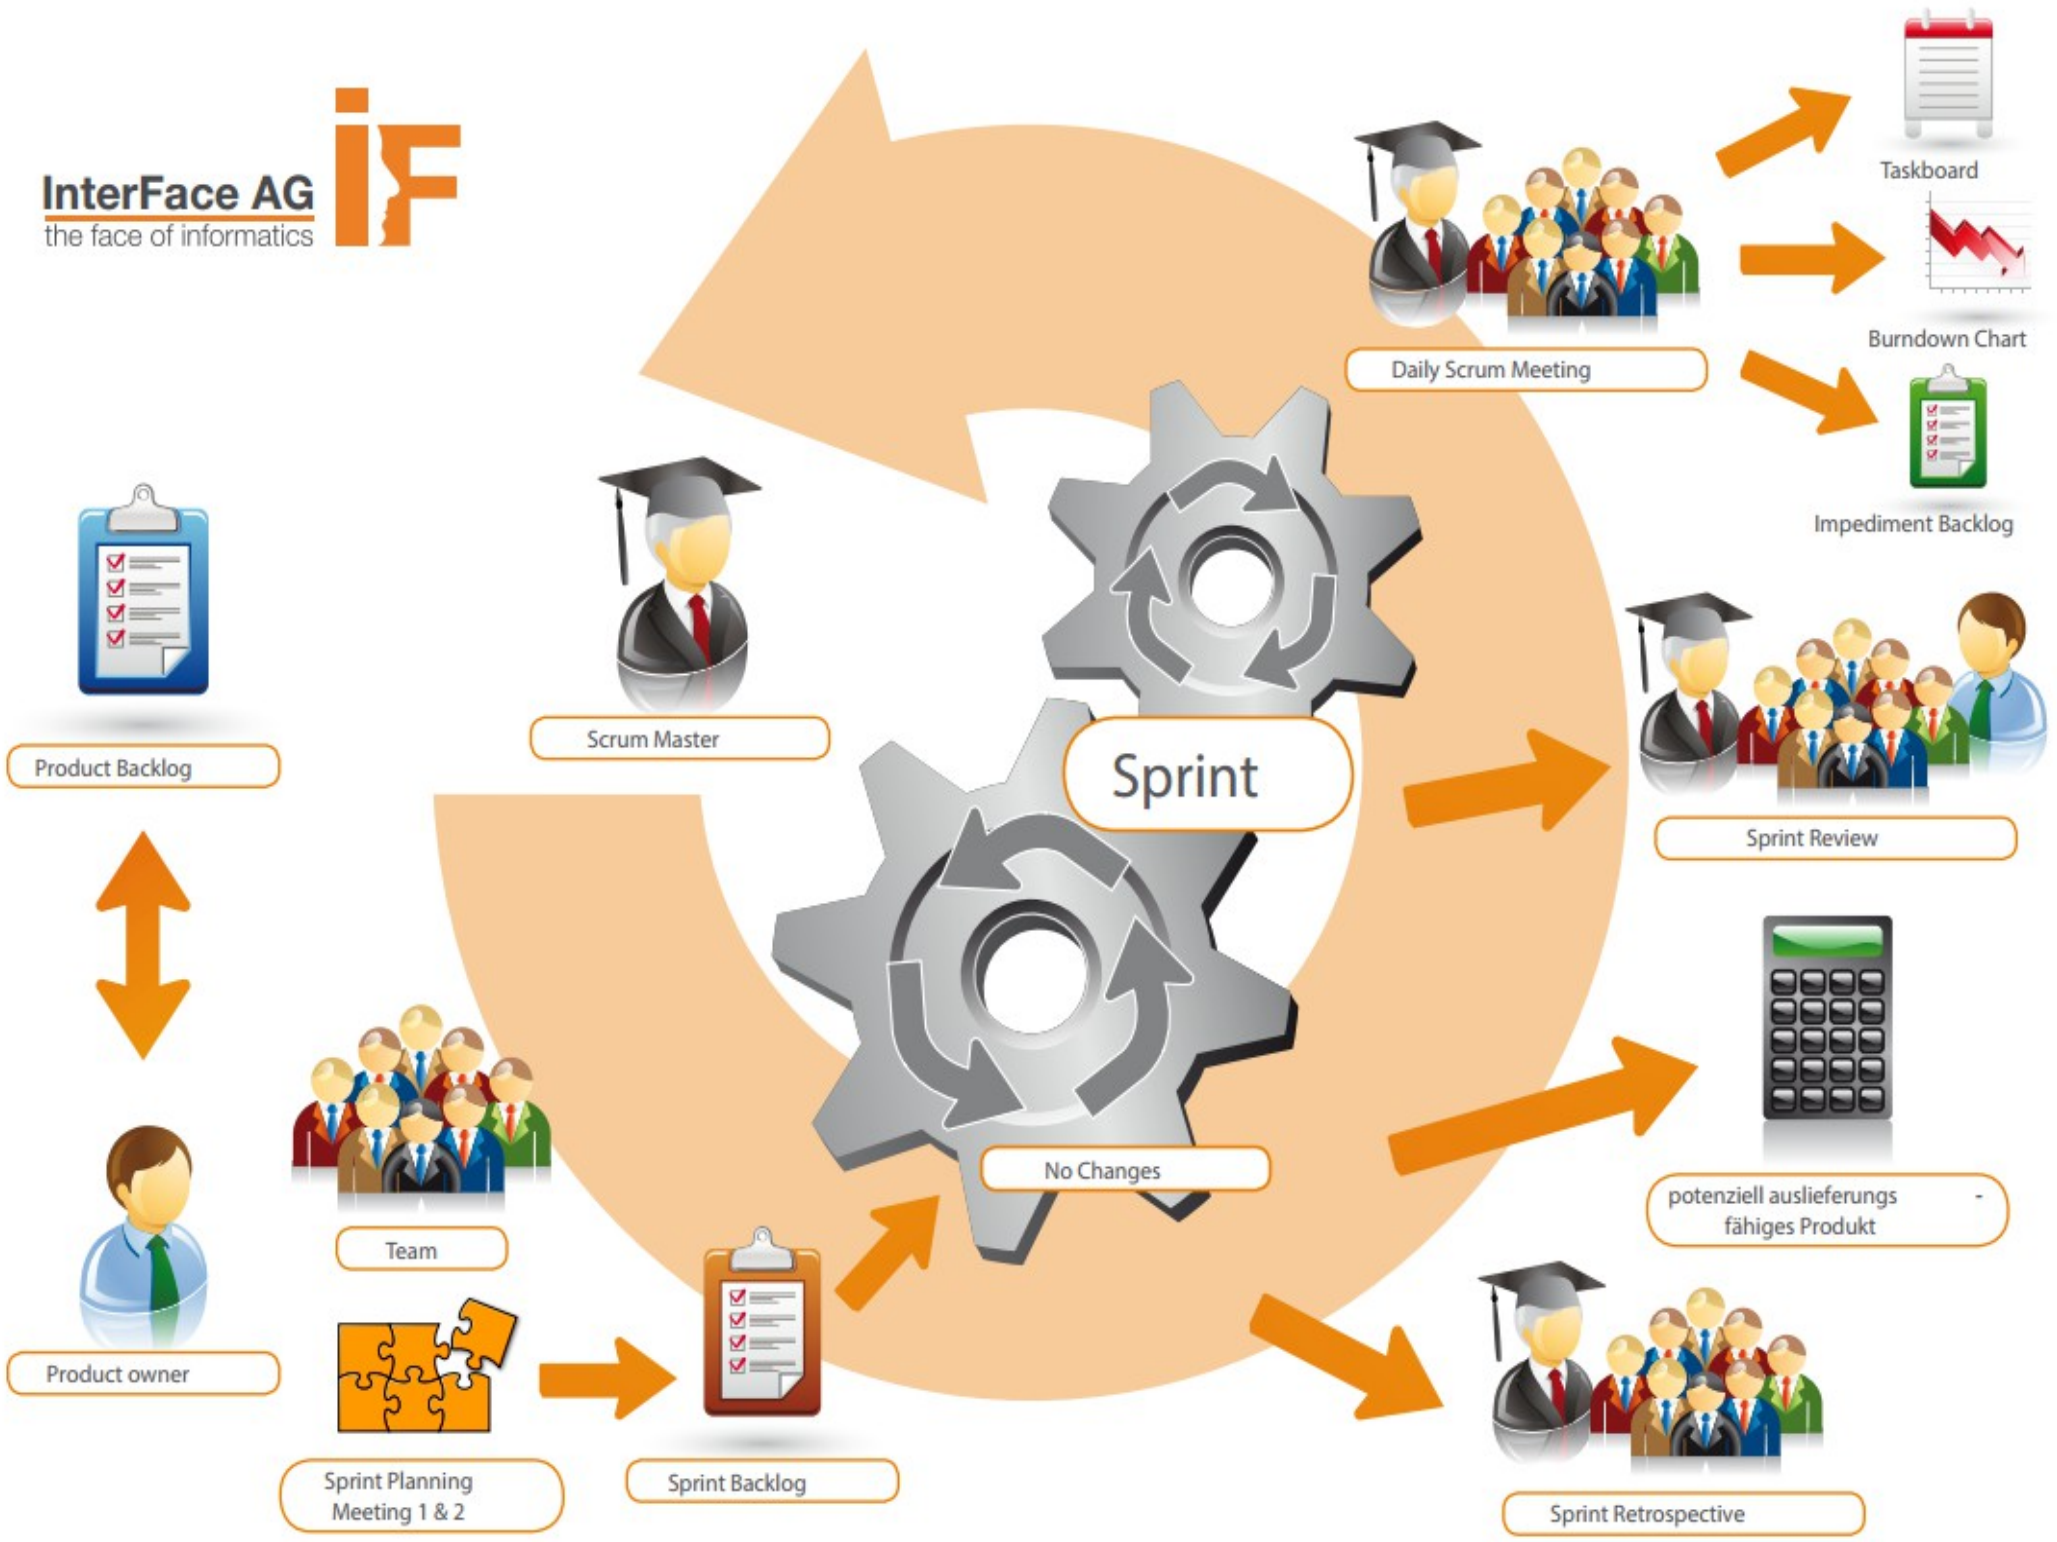 InterFace AG
the face of informatics
iF
Taskboard
Burndown Chart
Daily Scrum Meeting
Impediment Backlog
Scrum Master
Product Backlog
Sprint
Sprint Review
No Changes
potenziell auslieferungs -
fähiges Produkt
Team
Product owner
Sprint Planning
Meeting 1 & 2
Sprint Backlog
Sprint Retrospective